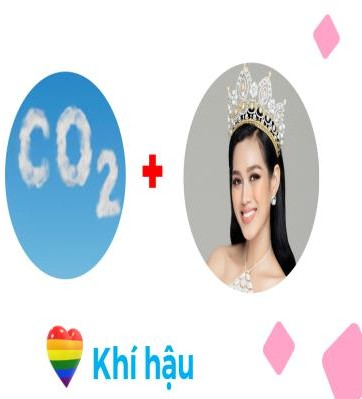 CO2
+
Khí hậu